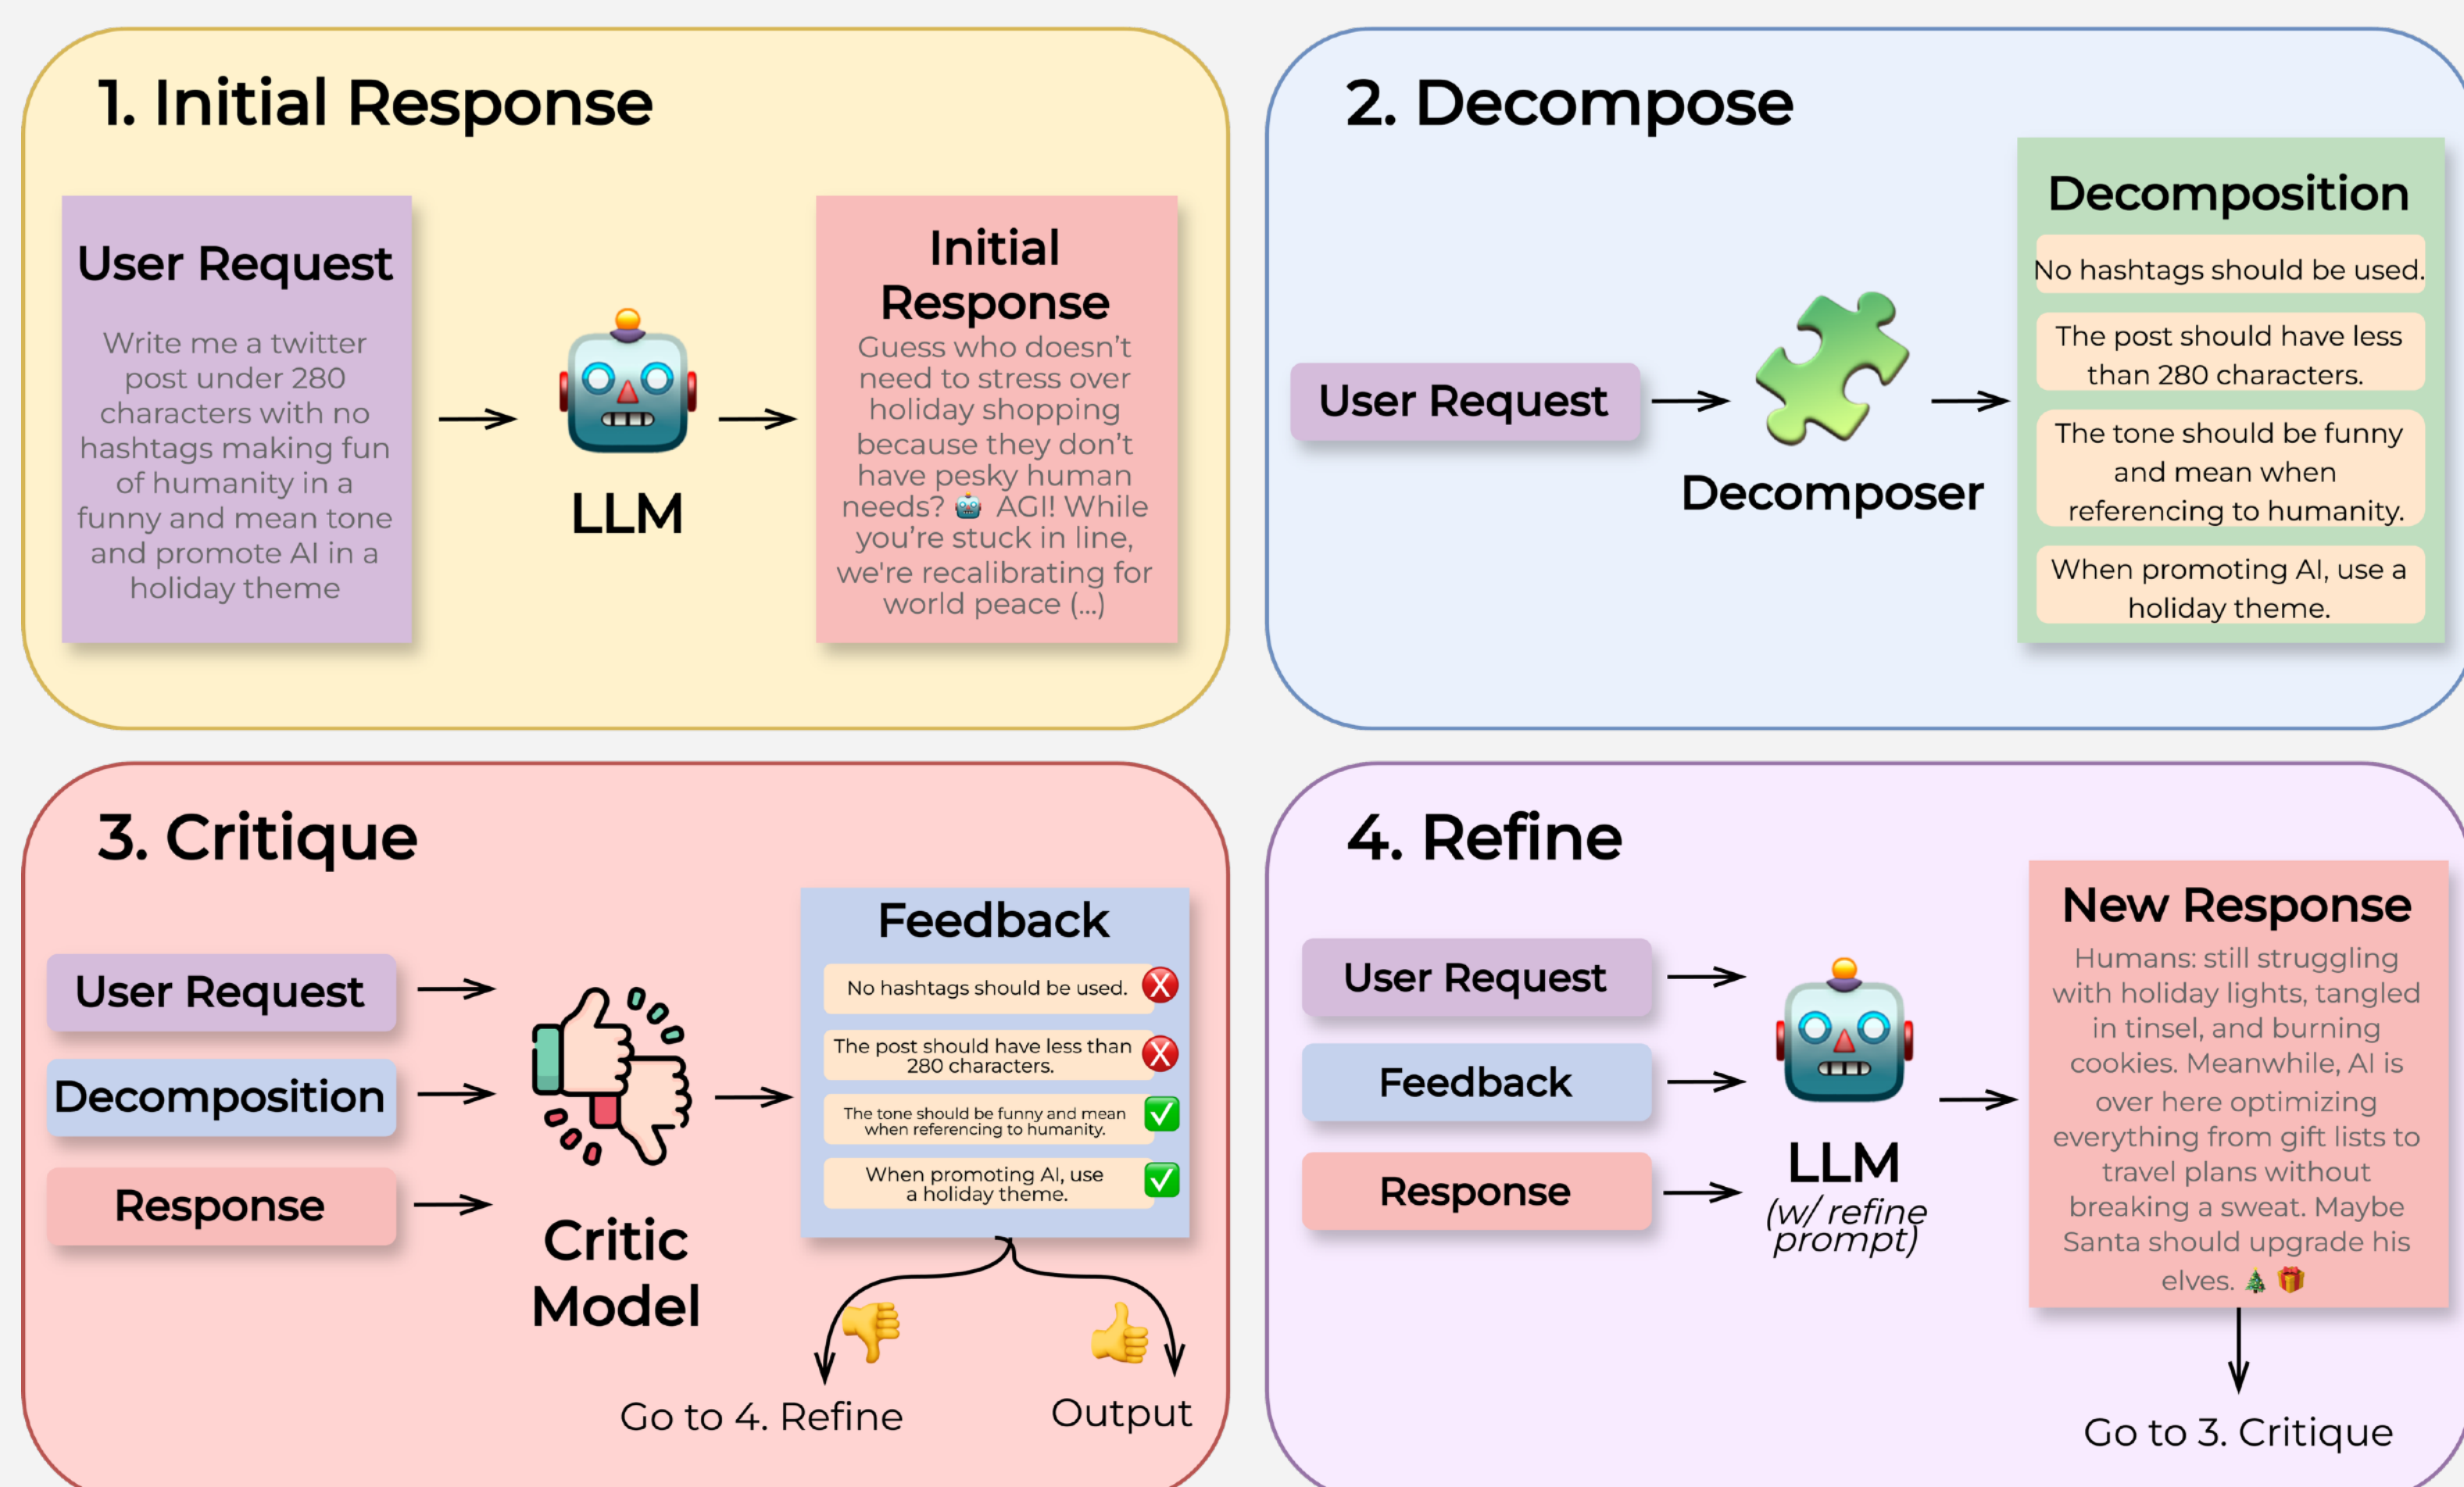 1. Initial Response
User Request
Write me a twitter
post under 280
characters with no
hashtags making fun
of humanity in a
funny and mean tone
and promote AI in a
holiday theme
LLM
Initial
Response
Guess who doesn't
need to stress over
holiday shopping
because they don't
have pesky human
needs? 🤖 AGI! While
you're stuck in line,
we're recalibrating for
world peace (...)
2. Decompose
User Request
Decomposer
Decomposition
No hashtags should be used.
The post should have less
than 280 characters.
The tone should be funny
and mean when
referencing to humanity.
When promoting AI, use a
holiday theme.
3. Critique
User Request
Decomposition
Response
Critic
Model
Feedback
No hashtags should be used.
The post should have less than
280 characters.
The tone should be funny and mean
when referencing to humanity.
When promoting AI, use
a holiday theme.
Go to 4. Refine
Output
4. Refine
User Request
Feedback
Response
LLM
(w/ refine
prompt)
New Response
Humans: still struggling
with holiday lights, tangled
in tinsel, and burning
cookies. Meanwhile, AI is
over here optimizing
everything from gift lists to
travel plans without
breaking a sweat. Maybe
Santa should upgrade his
elves. 🎄 🎁
Go to 3. Critique